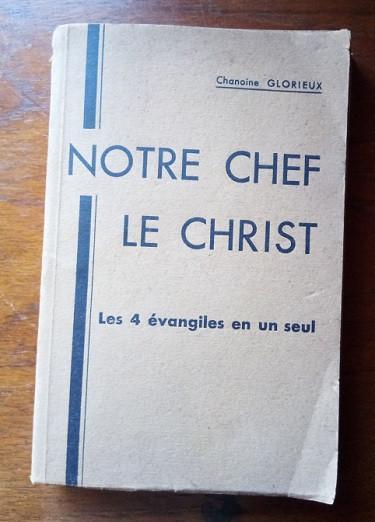 Chanoine GLORIEUX
NOTRE CHEF
LE CHRIST
Les 4 évangiles en un seul